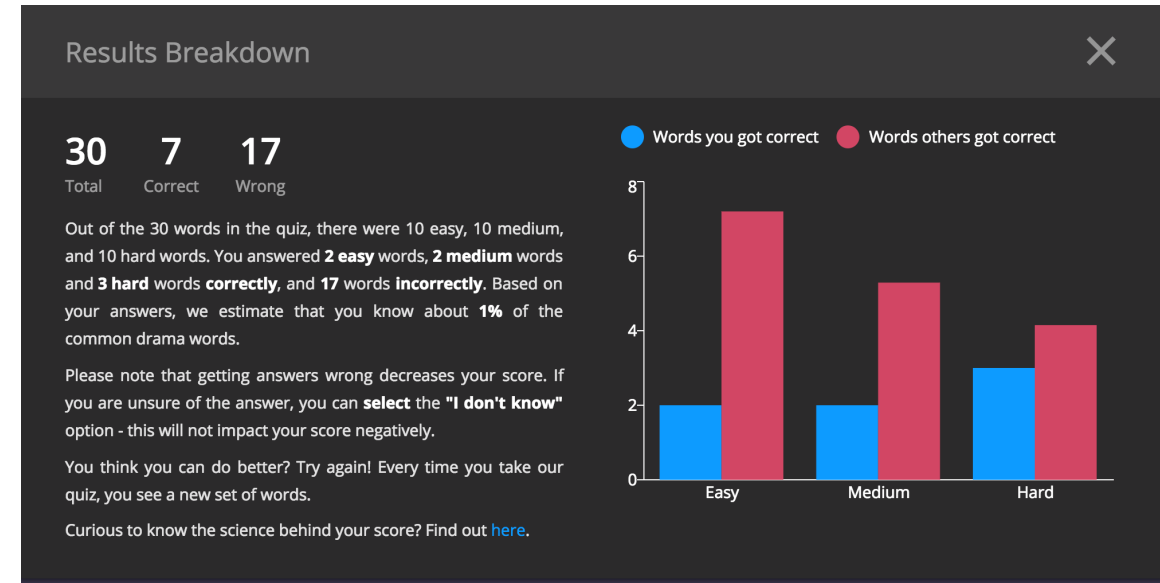 Results Breakdown
30 7 17
Total Correct Wrong
Out of the 30 words in the quiz, there were 10 easy, 10 medium,
and 10 hard words. You answered 2 easy words, 2 medium words
and 3 hard words correctly, and 17 words incorrectly. Based on
your answers, we estimate that you know about 1% of the
common drama words.
Please note that getting answers wrong decreases your score. If
you are unsure of the answer, you can select the "I don't know"
option - this will not impact your score negatively.
You think you can do better? Try again! Every time you take our
quiz, you see a new set of words.
Curious to know the science behind your score? Find out here.
Words you got correct Words others got correct
8
6
4
2
0
Easy Medium Hard